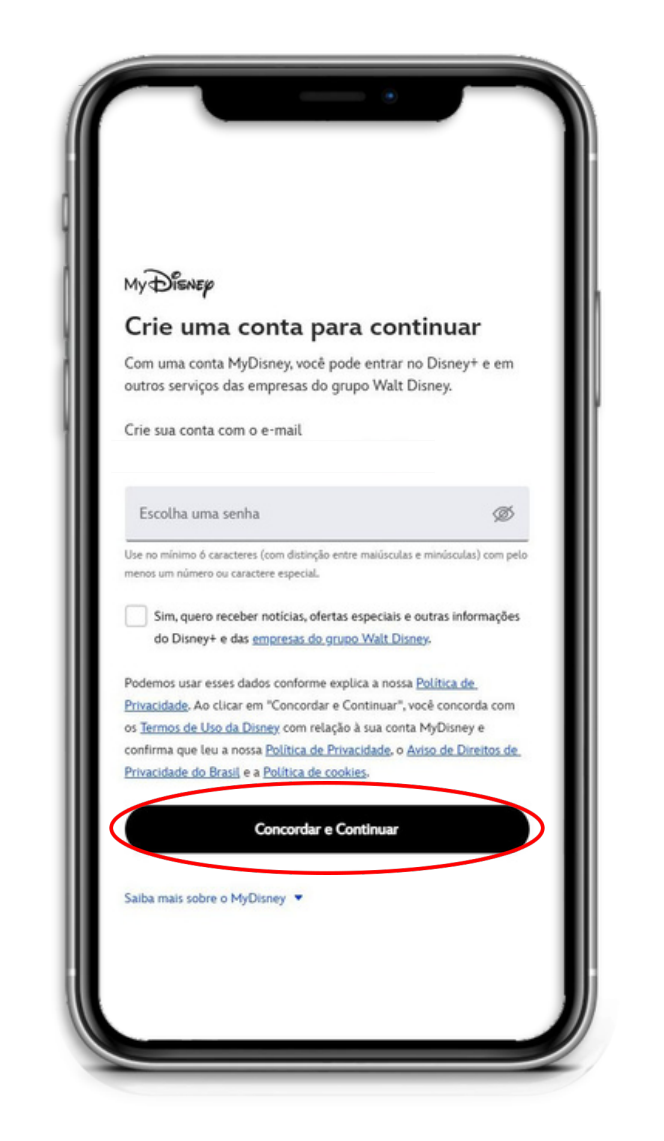 MyDisney
Crie uma conta para continuar
Com uma conta MyDisney, você pode entrar no Disney+ e em
outros serviços das empresas do grupo Walt Disney.
Crie sua conta com o e-mail
Escolha uma senha
Use no mínimo 6 caracteres (com distinção entre maiúsculas e minúsculas) com pelo
menos um número ou caractere especial.
Sim, quero receber notícias, ofertas especiais e outras informações
do Disney+ e das empresas do grupo Walt Disney.
Podemos usar esses dados conforme explica a nossa Política de
Privacidade. Ao clicar em "Concordar e Continuar", você concorda com
os Termos de Uso da Disney com relação à sua conta MyDisney e
confirma que leu a nossa Política de Privacidade, o Aviso de Direitos de
Privacidade do Brasil e a Política de cookies.
Concordar e Continuar
Saiba mais sobre o MyDisney